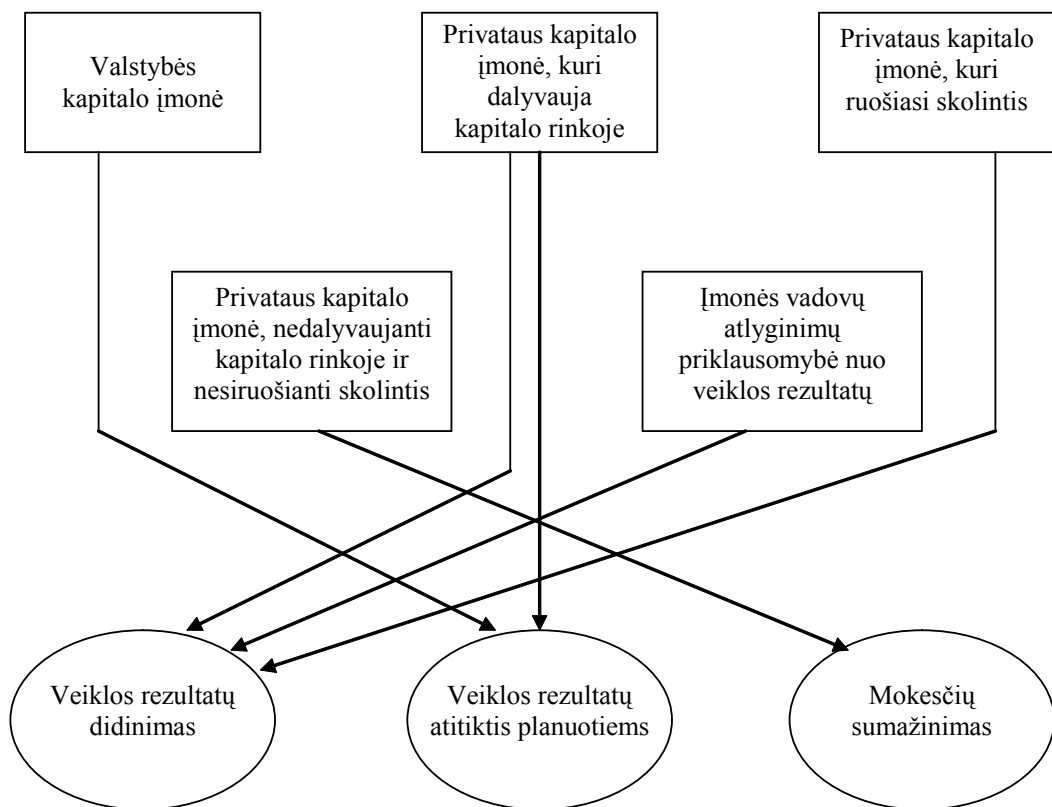 Valstybės
kapitalo įmonė
Privataus kapitalo
įmonė, kuri
dalyvauja
kapitalo rinkoje
Privataus kapitalo
įmonė, kuri
ruošiasi skolintis
Privataus kapitalo
įmonė, nedalyvaujanti
kapitalo rinkoje ir
nesiruošianti skolintis
Įmonės vadovų
atlyginimų
priklausomybė nuo
veiklos rezultatų
Veiklos rezultatų
didinimas
Veiklos rezultatų
atitiktis planuotiems
Mokesčių
sumažinimas